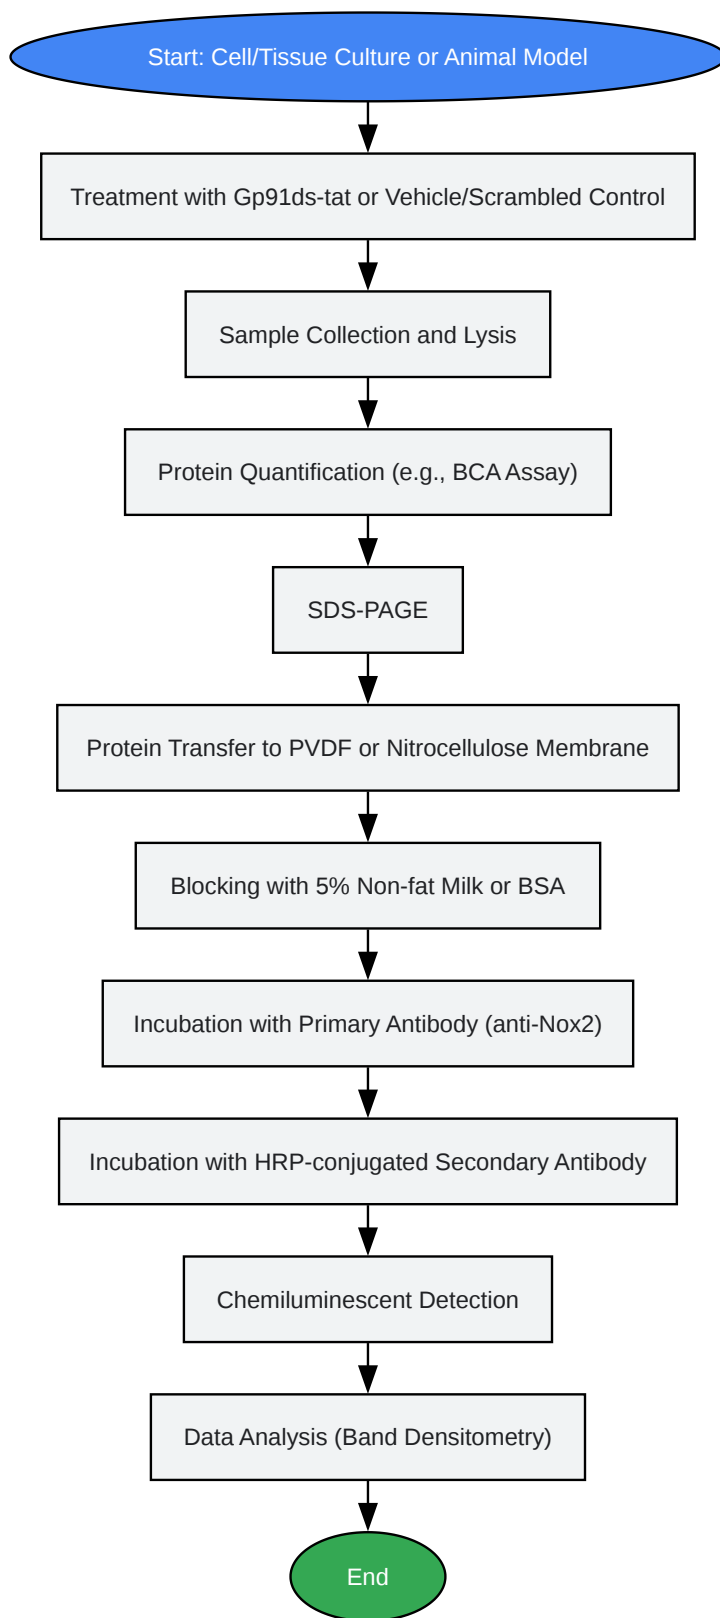 Start: Cell/Tissue Culture or Animal Model
Treatment with Gp91ds-tat or Vehicle/Scrambled Control
Sample Collection and Lysis
Protein Quantification (e.g., BCA Assay)
SDS-PAGE
Protein Transfer to PVDF or Nitrocellulose Membrane
Blocking with 5% Non-fat Milk or BSA
Incubation with Primary Antibody (anti-Nox2)
Incubation with HRP-conjugated Secondary Antibody
Chemiluminescent Detection
Data Analysis (Band Densitometry)
End